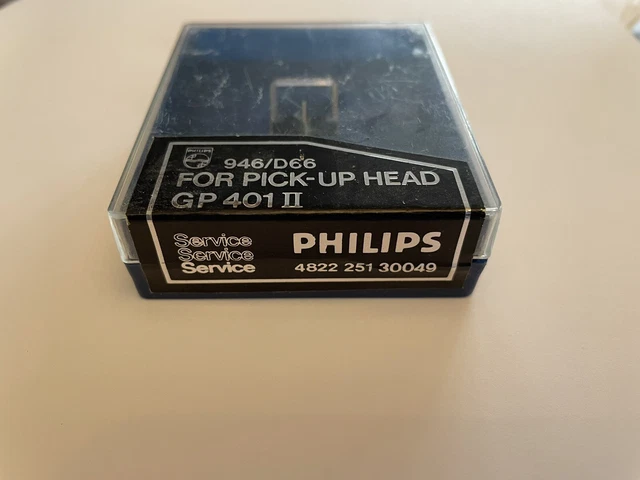 PHILIPS
946/D66
FOR PICK-UP HEAD
GP 401 II
Service
Service
Service
PHILIPS
4822 251 30049